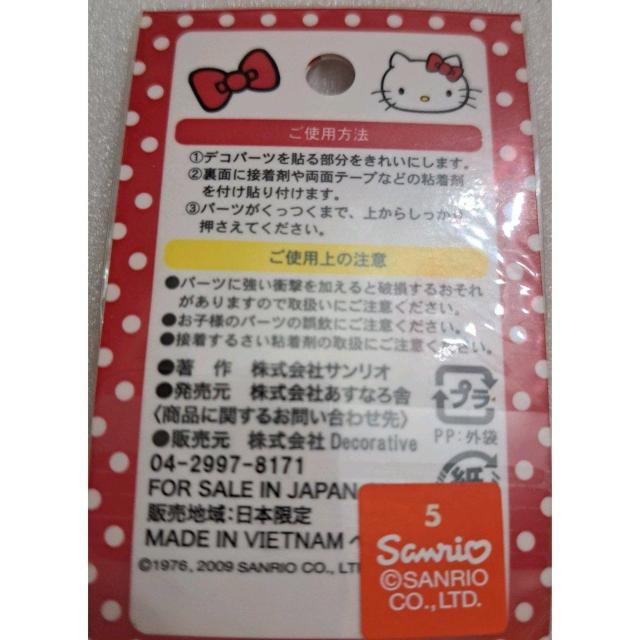 ご使用方法
①デコパーツを貼る部分をきれいにします。
②裏面に接着剤や両面テープなどの粘着剤
を付け貼り付けます。
③パーツがくっつくまで、上からしっかり
押さえてください。
ご使用上の注意
●パーツに強い衝撃を加えると破損するおそれ
がありますので取扱いにご注意ください。
●お子様のパーツの誤飲にご注意ください。
●接着するさい粘着剤の取扱にご注意ください。
●著 作 株式会社サンリオ
●発売元 株式会社あすなろ舎
〈商品に関するお問い合わせ先〉
●販売元 株式会社Decorative
04-2997-8171
FOR SALE IN JAPAN
販売地域:日本限定
MADE IN VIETNAM
©1976, 2009 SANRIO CO., LT
プラ
PP:外袋
紙
5
Sanrio
©SANRIO
CO.,LTD.